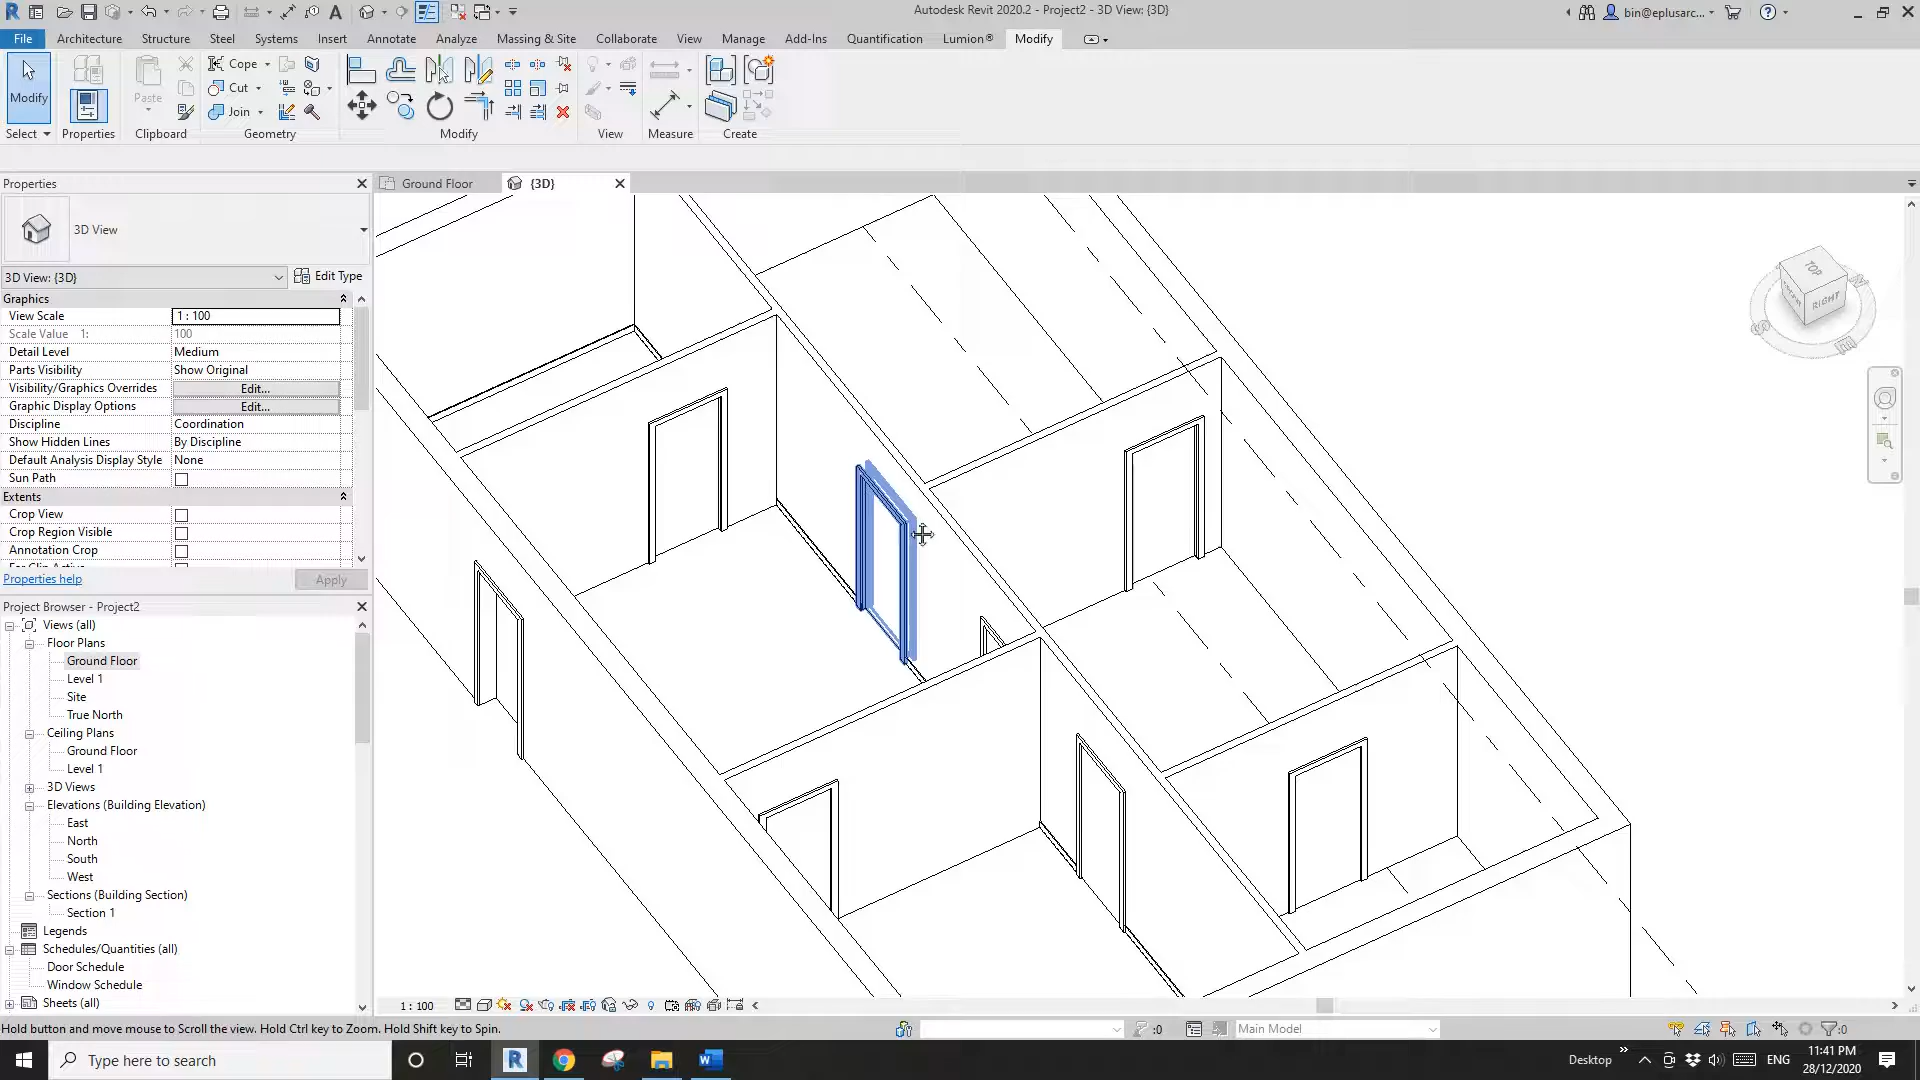 Autodesk Revit 2020.2 - Project2 - 3D View: {3D}
bin@eplusarc...
File Architecture Structure Steel Systems Insert Annotate Analyze Massing & Site Collaborate View Manage Add-Ins Quantification Lumion® Modify
Modify
Paste
Cope
Cut
Join
Select Properties Clipboard Geometry Modify View Measure Create
Properties
Ground Floor
{3D}
3D View
3D View: {3D}
Edit Type
Graphics
View Scale 1 : 100
Scale Value 1: 100
Detail Level Medium
Parts Visibility Show Original
Visibility/Graphics Overrides Edit...
Graphic Display Options Edit...
Discipline Coordination
Show Hidden Lines By Discipline
Default Analysis Display Style None
Sun Path
Extents
Crop View
Crop Region Visible
Annotation Crop
Properties help
Apply
TOP
FRONT
RIGHT
Project Browser - Project2
Views (all)
Floor Plans
Ground Floor
Level 1
Site
True North
Ceiling Plans
Ground Floor
Level 1
3D Views
Elevations (Building Elevation)
East
North
South
West
Sections (Building Section)
Section 1
Legends
Schedules/Quantities (all)
Door Schedule
Window Schedule
Sheets (all)
1 : 100
Hold button and move mouse to Scroll the view. Hold Ctrl key to Zoom. Hold Shift key to Spin.
:0
Main Model
:0
Type here to search
Desktop
ENG
11:41 PM
28/12/2020